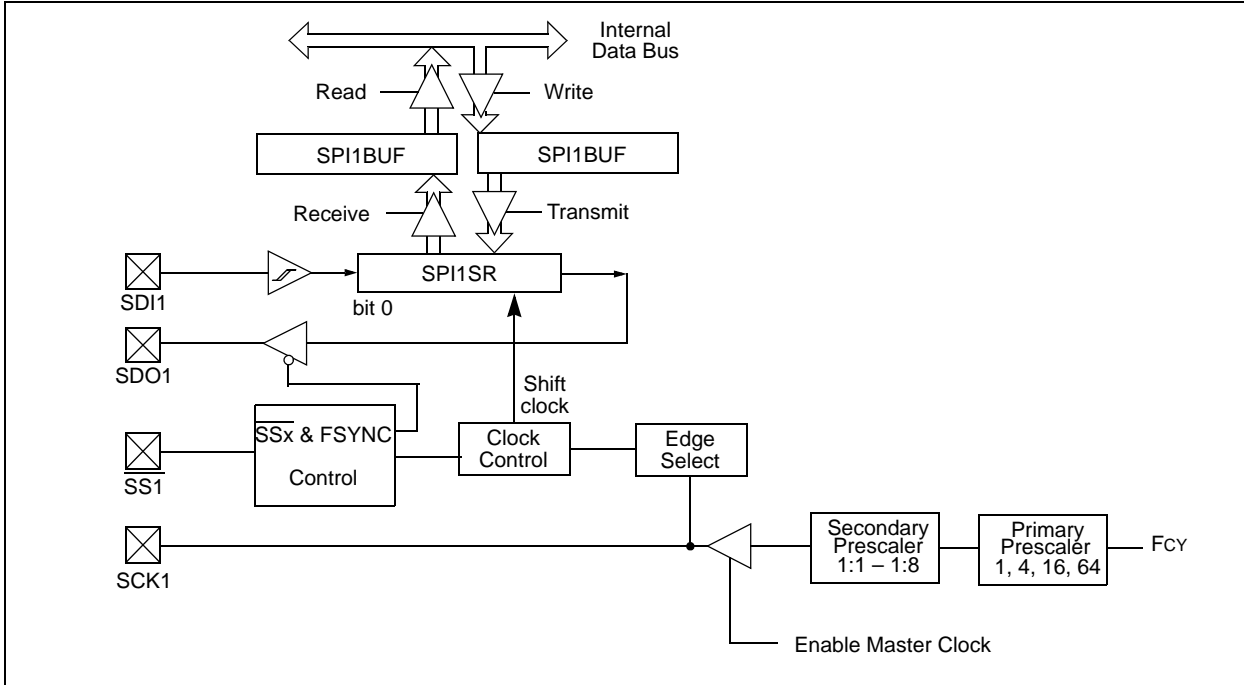 Internal
Data Bus
Read
Write
SPI1BUF
SPI1BUF
Receive
Transmit
SDI1
SPI1SR
bit 0
SDO1
Shift
clock
SSx & FSYNC
Control
Clock
Control
Edge
Select
SS1
SCK1
Secondary
Prescaler
1:1 – 1:8
Primary
Prescaler
1, 4, 16, 64
FCY
Enable Master Clock